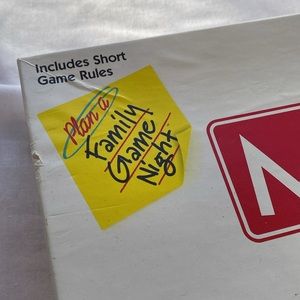 Includes Short
Game Rules
Plan a
Family
Game
Night